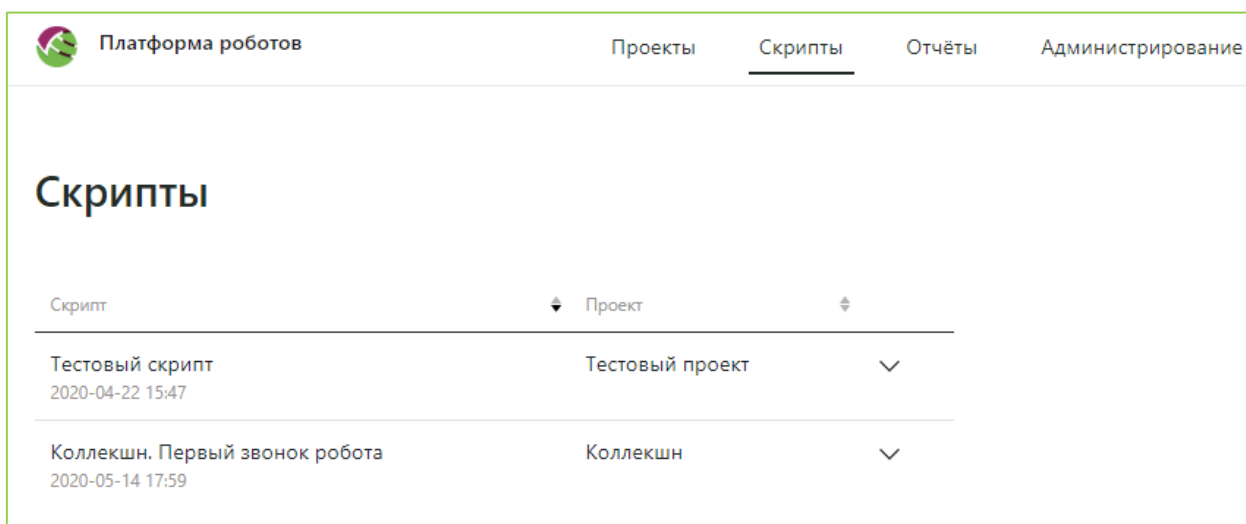 Платформа роботов
Проекты Скрипты Отчёты Администрирование
Скрипты
Скрипт Проект
Тестовый скрипт Тестовый проект
2020-04-22 15:47
Коллекшн. Первый звонок робота Коллекшн
2020-05-14 17:59